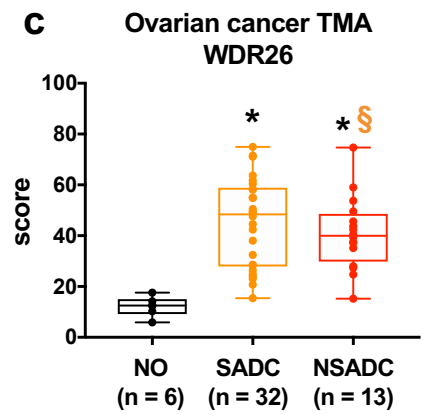 c Ovarian cancer TMA
WDR26
100
* * §
80
60
score
40
20
0
NO SADC NSADC
(n = 6) (n = 32) (n = 13)